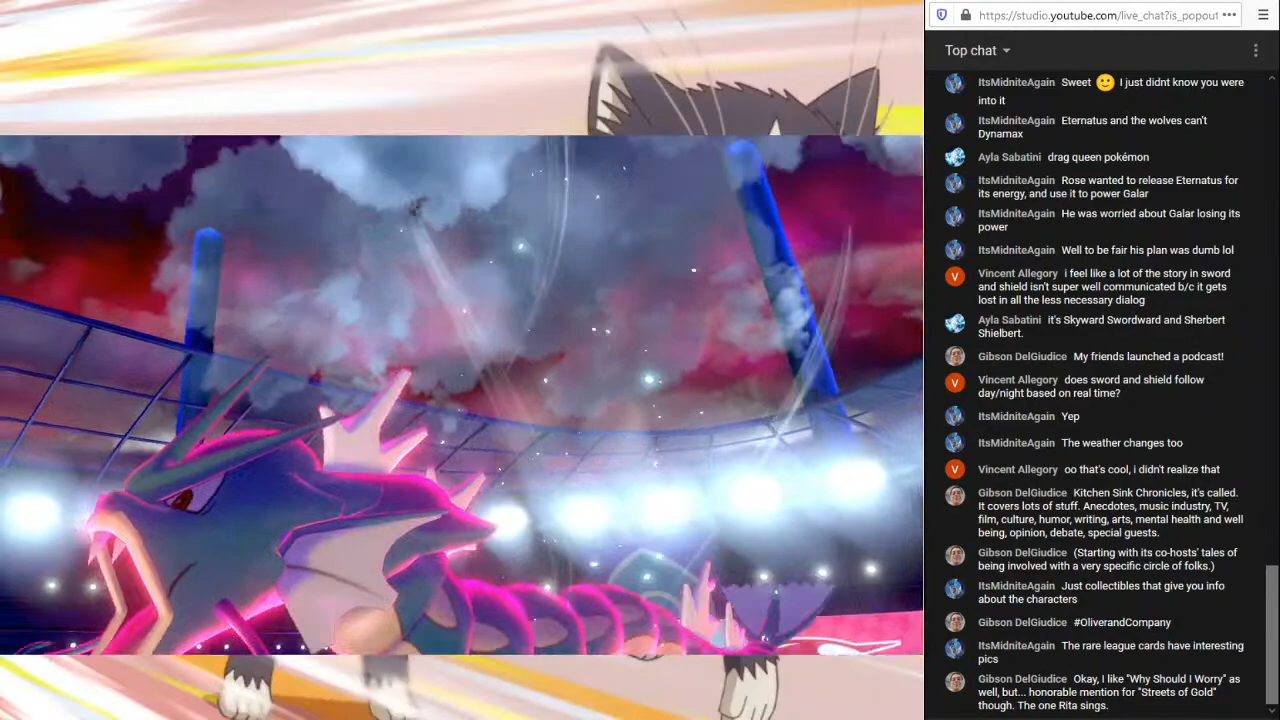 https://studio.youtube.com/live_chat?is_popout
Top chat
ItsMidniteAgain Sweet 🙂 I just didnt know you were
into it
ItsMidniteAgain Eternatus and the wolves can't
Dynamax
Ayla Sabatini drag queen pokémon
ItsMidniteAgain Rose wanted to release Eternatus for
its energy, and use it to power Galar
ItsMidniteAgain He was worried about Galar losing its
power
ItsMidniteAgain Well to be fair his plan was dumb lol
V
Vincent Allegory i feel like a lot of the story in sword
and shield isn't super well communicated b/c it gets
lost in all the less necessary dialog
Ayla Sabatini it's Skyward Swordward and Sherbert
Shielbert.
Gibson DelGiudice My friends launched a podcast!
V
Vincent Allegory does sword and shield follow
day/night based on real time?
ItsMidniteAgain Yep
ItsMidniteAgain The weather changes too
V
Vincent Allegory oo that's cool, i didn't realize that
Gibson DelGiudice Kitchen Sink Chronicles, it's called.
It covers lots of stuff. Anecdotes, music industry, TV,
film, culture, humor, writing, arts, mental health and well
being, opinion, debate, special guests.
Gibson DelGiudice (Starting with its co-hosts' tales of
being involved with a very specific circle of folks.)
ItsMidniteAgain Just collectibles that give you info
about the characters
Gibson DelGiudice #OliverandCompany
ItsMidniteAgain The rare league cards have interesting
pics
Gibson DelGiudice Okay, I like "Why Should I Worry" as
well, but... honorable mention for "Streets of Gold"
though. The one Rita sings.